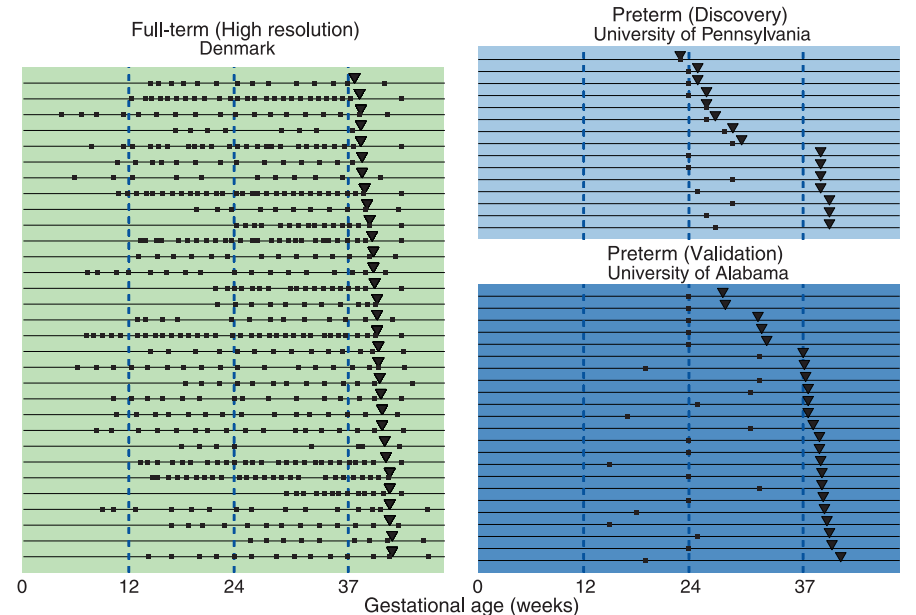 Full-term (High resolution)
Denmark
Preterm (Discovery)
University of Pennsylvania
Preterm (Validation)
University of Alabama
0 12 24 37
0 12 24 37
Gestational age (weeks)